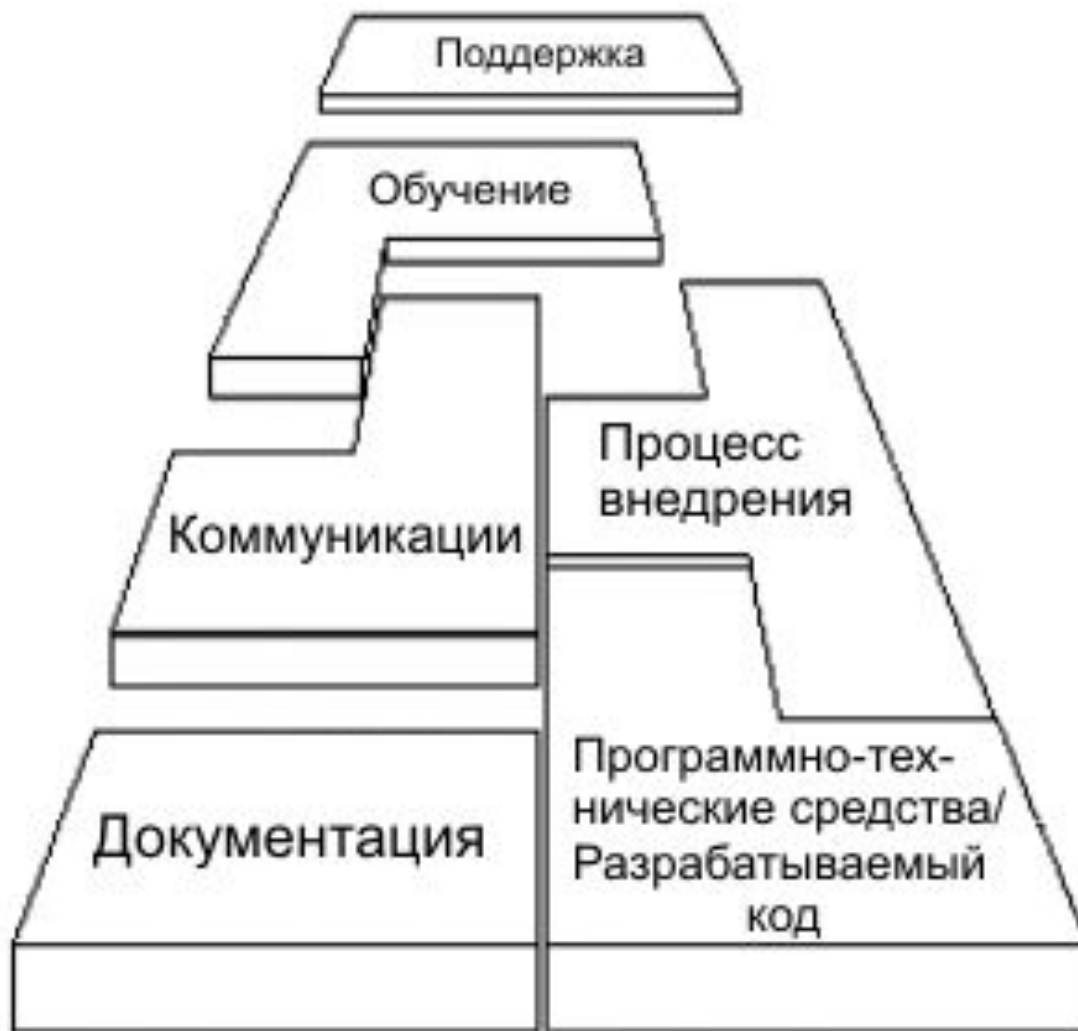 Поддержка
Обучение
Процесс
внедрения
Коммуникации
Программно-тех-
нические средства/
Разрабатываемый
код
Документация